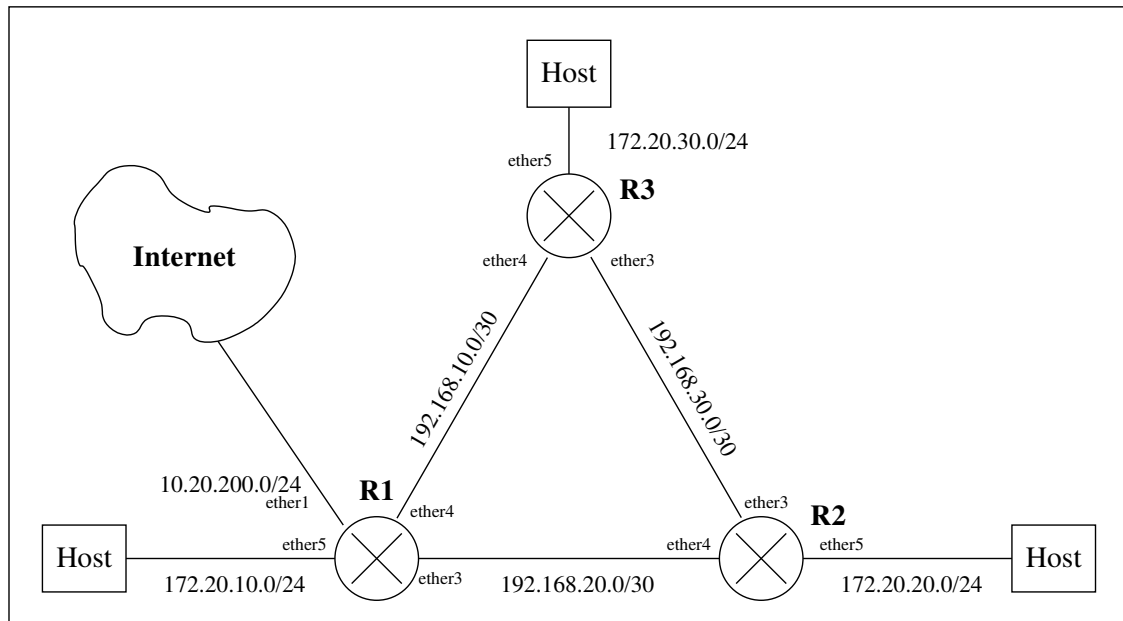 Host
172.20.30.0/24
ether5
R3
Internet
ether4
ether3
192.168.10.0/30
192.168.30.0/30
10.20.200.0/24
ether1
R1
ether4
ether3
R2
Host
ether5
ether3
ether4
ether5
Host
172.20.10.0/24
192.168.20.0/30
172.20.20.0/24